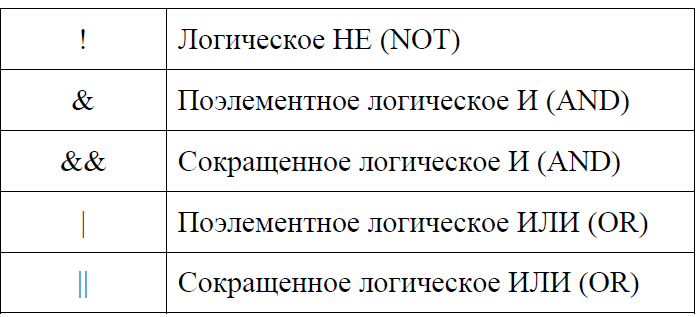 ! Логическое НЕ (NOT)
& Поэлементное логическое И (AND)
&& Сокращенное логическое И (AND)
| Поэлементное логическое ИЛИ (OR)
|| Сокращенное логическое ИЛИ (OR)